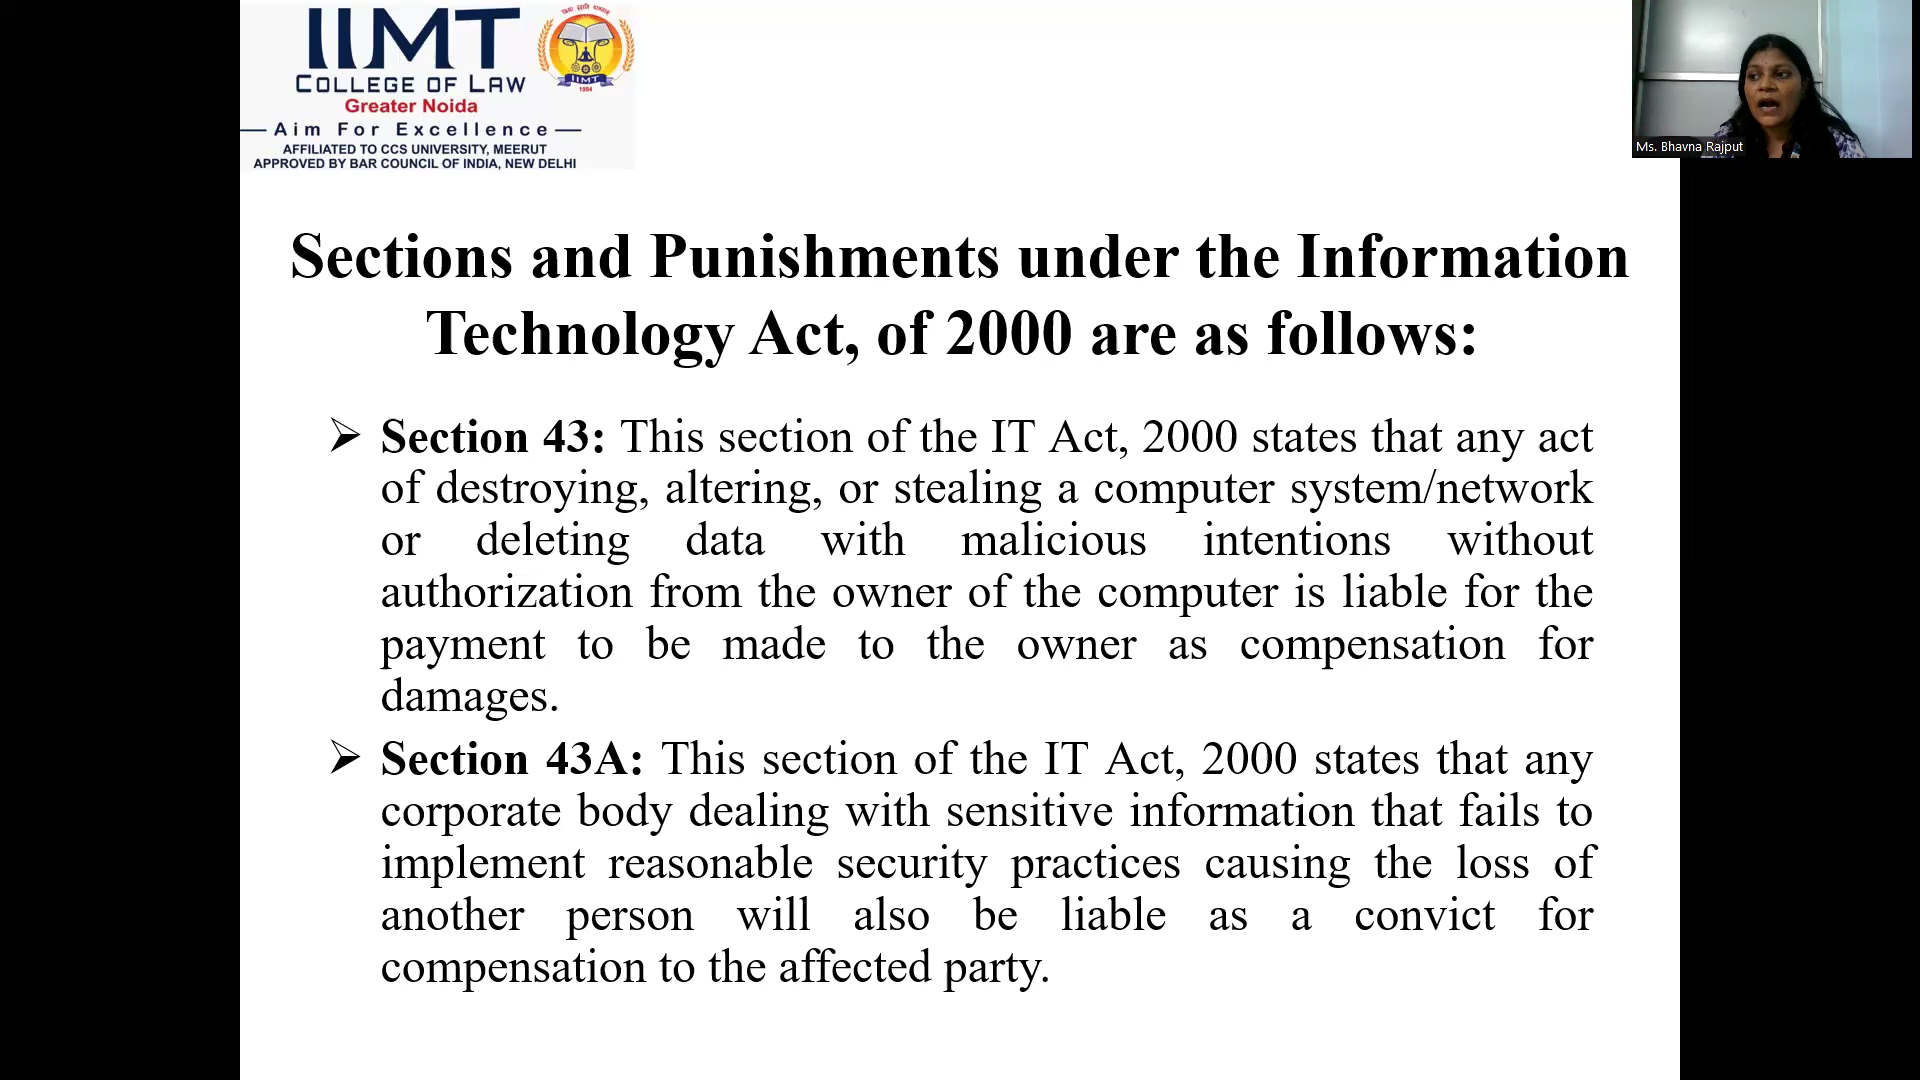 IIMT
COLLEGE OF LAW
Greater Noida
Aim For Excellence
AFFILIATED TO CCS UNIVERSITY, MEERUT
APPROVED BY BAR COUNCIL OF INDIA, NEW DELHI
IIMT
1994
Ms. Bhavna Rajput
Sections and Punishments under the Information
Technology Act, of 2000 are as follows:
➢ Section 43: This section of the IT Act, 2000 states that any act
of destroying, altering, or stealing a computer system/network
or deleting data with malicious intentions without
authorization from the owner of the computer is liable for the
payment to be made to the owner as compensation for
damages.
➢ Section 43A: This section of the IT Act, 2000 states that any
corporate body dealing with sensitive information that fails to
implement reasonable security practices causing the loss of
another person will also be liable as a convict for
compensation to the affected party.